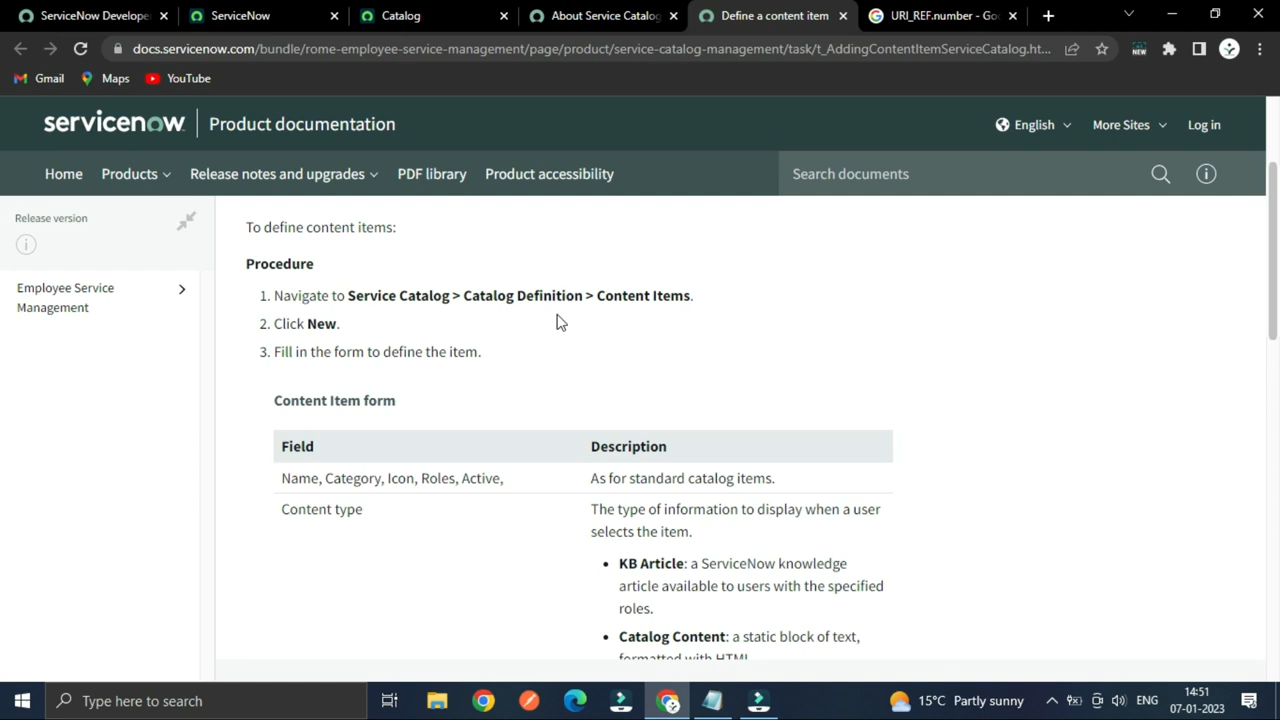 ServiceNow Develope
ServiceNow
Catalog
About Service Catalog
Define a content item
URI_REF.number - Goo
docs.servicenow.com/bundle/rome-employee-service-management/page/product/service-catalog-management/task/t_AddingContentItemServiceCatalog.ht...
NEW
Gmail
Maps
YouTube
servicenow
Product documentation
English
More Sites
Log in
Home
Products
Release notes and upgrades
PDF library
Product accessibility
Search documents
Release version
Employee Service
Management
To define content items:
Procedure
1. Navigate to Service Catalog > Catalog Definition > Content Items.
2. Click New.
3. Fill in the form to define the item.
Content Item form
Field Description
Name, Category, Icon, Roles, Active, As for standard catalog items.
Content type The type of information to display when a user
selects the item.
• KB Article: a ServiceNow knowledge
article available to users with the specified
roles.
• Catalog Content: a static block of text,
formatted with HTML
Type here to search
15°C Partly sunny
ENG
14:51
07-01-2023